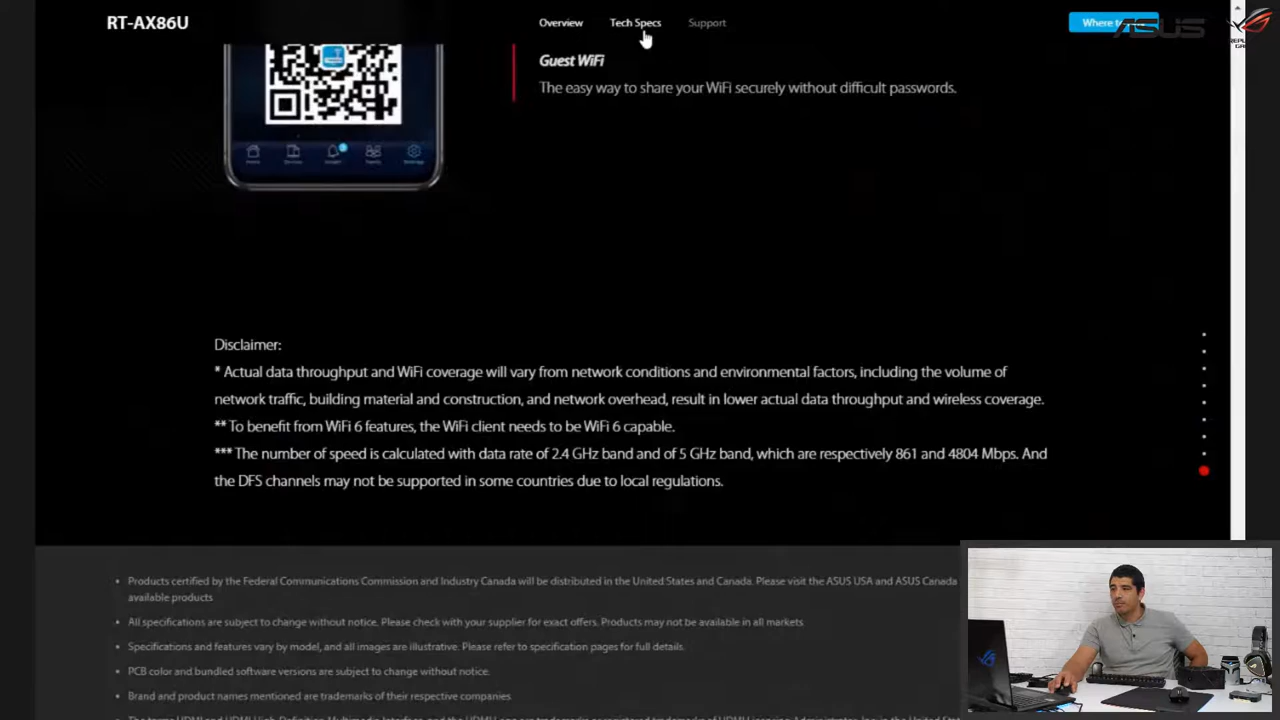 RT-AX86U
Overview
Tech Specs
Support
Where
ASUS
Guest WiFi
The easy way to share your WiFi securely without difficult passwords.
Disclaimer:
* Actual data throughput and WiFi coverage will vary from network conditions and environmental factors, including the volume of
network traffic, building material and construction, and network overhead, result in lower actual data throughput and wireless coverage.
** To benefit from WiFi 6 features, the WiFi client needs to be WiFi 6 capable.
*** The number of speed is calculated with data rate of 2.4 GHz band and of 5 GHz band, which are respectively 861 and 4804 Mbps. And
the DFS channels may not be supported in some countries due to local regulations.
• Products certified by the Federal Communications Commission and Industry Canada will be distributed in the United States and Canada. Please visit the ASUS USA and ASUS Canada
available products
• All specifications are subject to change without notice. Please check with your supplier for exact offers. Products may not be available in all markets
• Specifications and features vary by model, and all images are illustrative. Please refer to specification pages for full details.
• PCB color and bundled software versions are subject to change without notice.
• Brand and product names mentioned are trademarks of their respective companies.